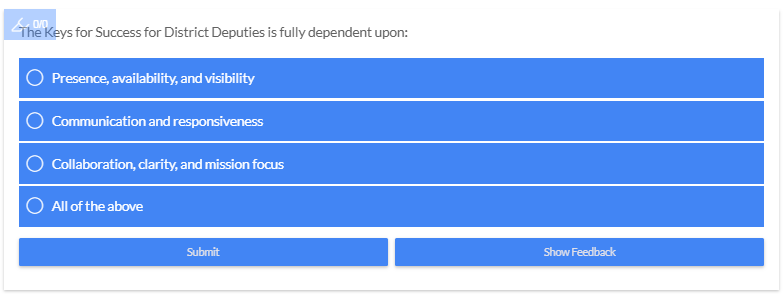 0/0
The Keys for Success for District Deputies is fully dependent upon:
Presence, availability, and visibility
Communication and responsiveness
Collaboration, clarity, and mission focus
All of the above
Submit
Show Feedback